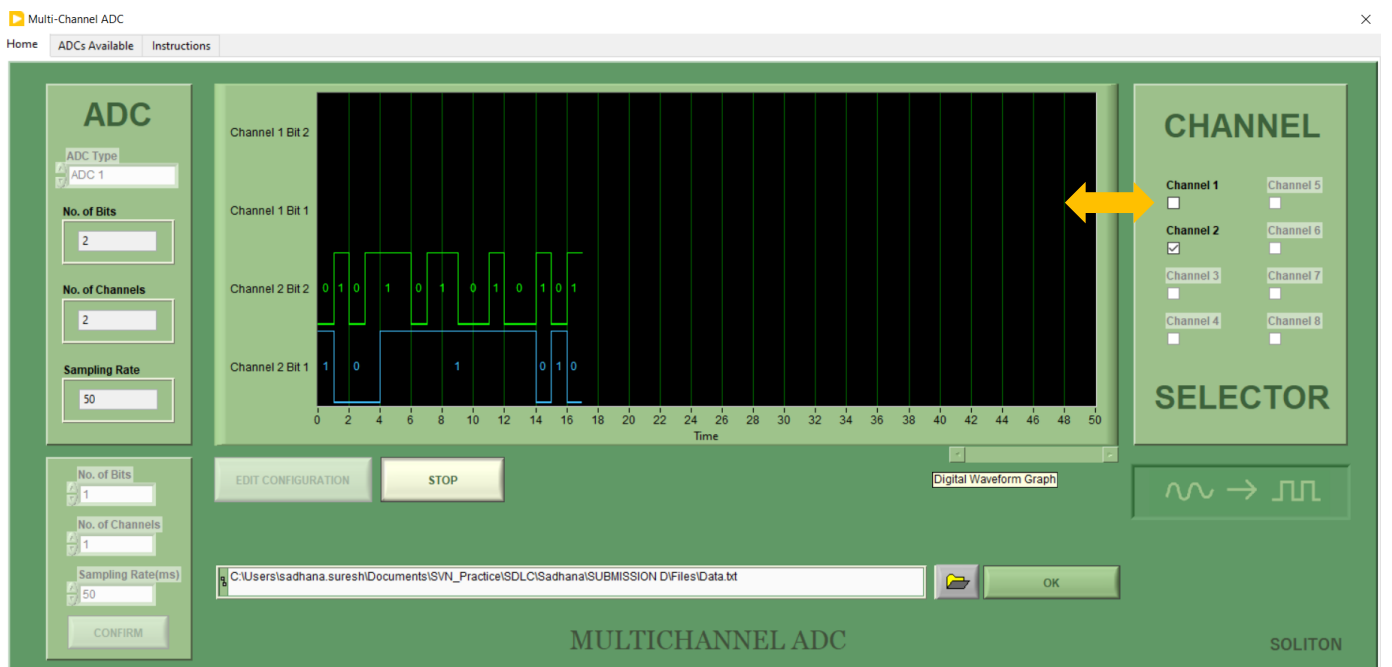 Multi-Channel ADC
Home ADCs Available Instructions
ADC
ADC Type
ADC 1
No. of Bits
2
No. of Channels
2
Sampling Rate
50
Channel 1 Bit 2
Channel 1 Bit 1
Channel 2 Bit 2 0 1 0 1 0 1 0 1 0 1 0 1
Channel 2 Bit 1 1 0 1 0 1 0
0 2 4 6 8 10 12 14 16 18 20 22 24 26 28 30 32 34 36 38 40 42 44 46 48 50
Time
CHANNEL
Channel 1 Channel 5
Channel 2 Channel 6
Channel 3 Channel 7
Channel 4 Channel 8
SELECTOR
No. of Bits
1
No. of Channels
1
Sampling Rate(ms)
50
CONFIRM
EDIT CONFIGURATION STOP
Digital Waveform Graph
C:\Users\sadhana.suresh\Documents\SVN_Practice\SDLC\Sadhana\SUBMISSION D\Files\Data.txt
OK
MULTICHANNEL ADC
SOLITON